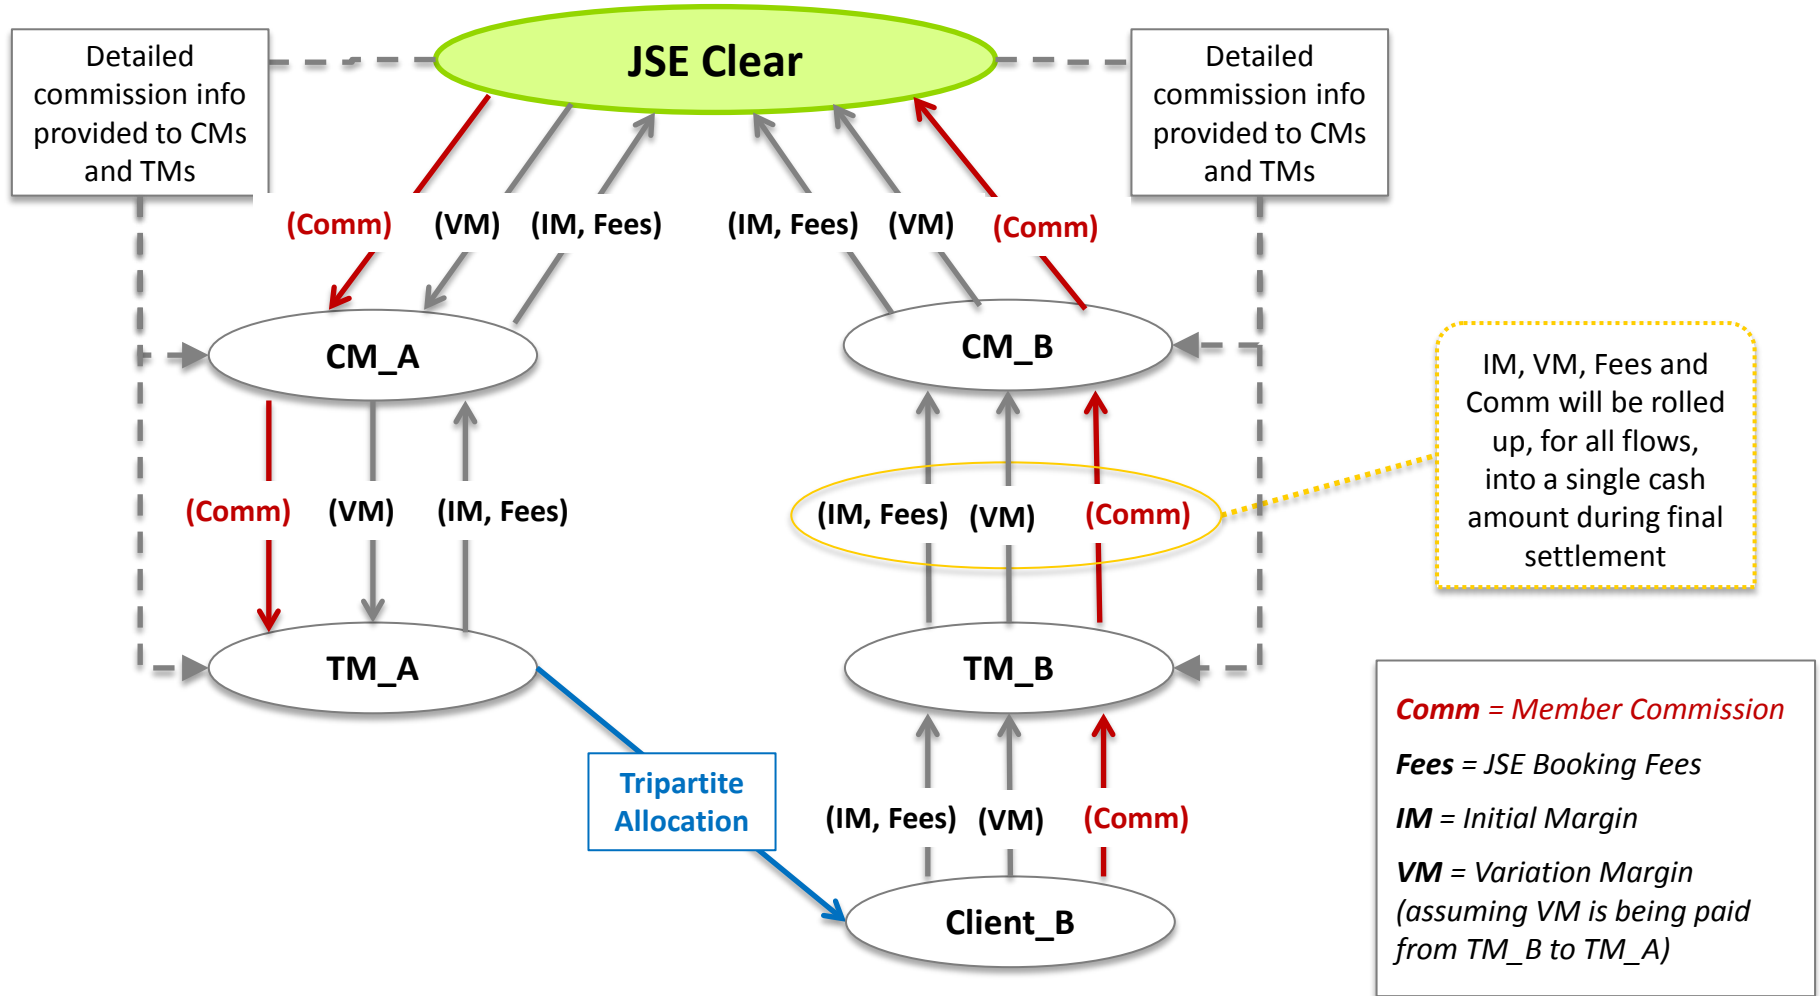 JSE Clear
Detailed
commission info
provided to CMs
and TMs
Detailed
commission info
provided to CMs
and TMs
(Comm) (VM) (IM, Fees) (IM, Fees) (VM) (Comm)
CM_A
CM_B
IM, VM, Fees and
Comm will be rolled
up, for all flows,
into a single cash
amount during final
settlement
(Comm) (VM) (IM, Fees)
(IM, Fees) (VM) (Comm)
TM_A
TM_B
Tripartite
Allocation
(IM, Fees) (VM) (Comm)
Client_B
Comm = Member Commission
Fees = JSE Booking Fees
IM = Initial Margin
VM = Variation Margin
(assuming VM is being paid
from TM_B to TM_A)